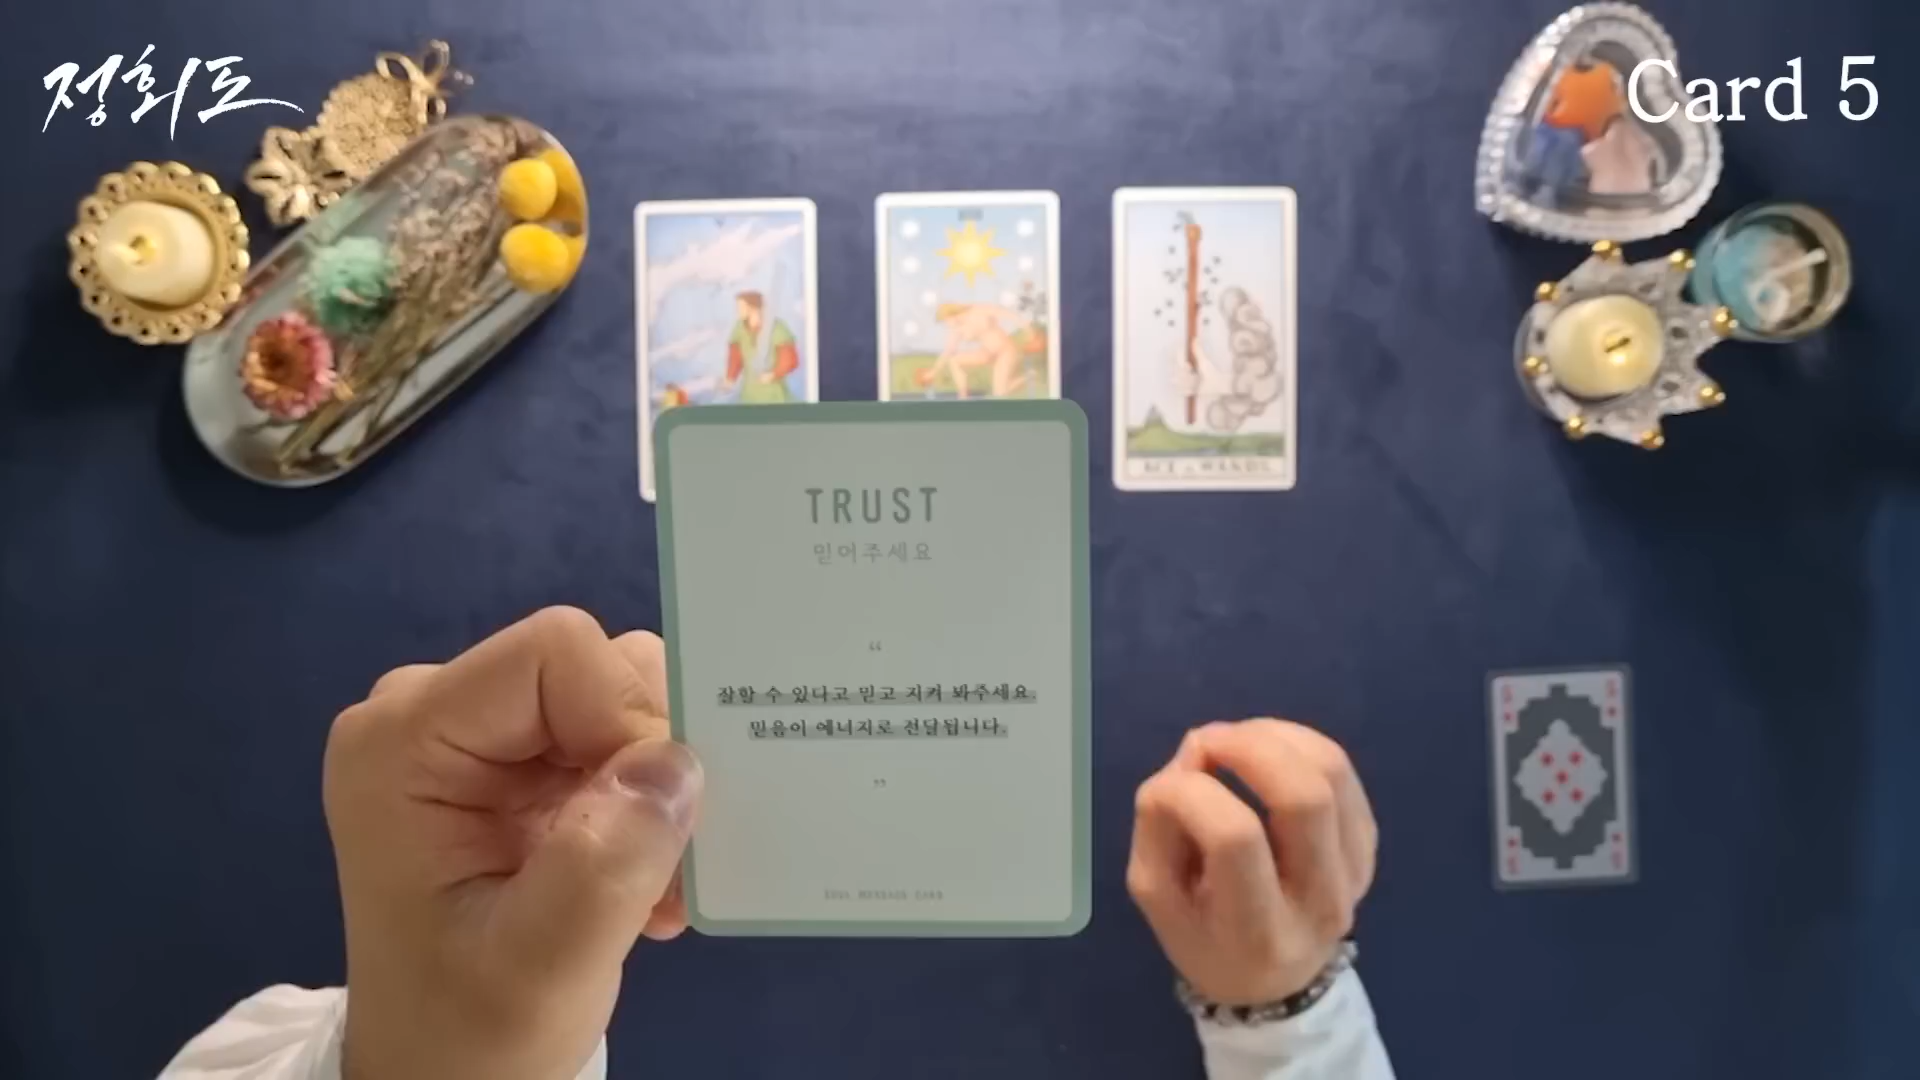 정회도
Card 5
ACE of WANDS.
TRUST
믿어주세요
“
잘할 수 있다고 믿고 지켜 봐주세요.
믿음이 에너지로 전달됩니다.
”
SOUL MESSAGE CARD